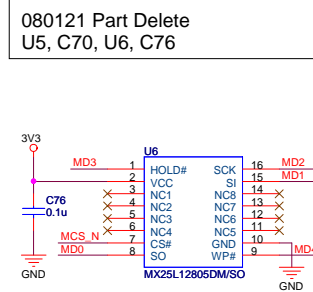 080121 Part Delete
U5, C70, U6, C76
3V3
U6
MD3 1 HOLD# SCK 16 MD2
2 VCC SI 15 MD1
3 NC1 NC8 14
C76 4 NC2 NC7 13
0.1u 5 NC3 NC6 12
6 NC4 NC5 11
MCS_N 7 CS# GND 10
MD0 8 SO WP# 9 MD4
MX25L12805DM/SO
GND
GND